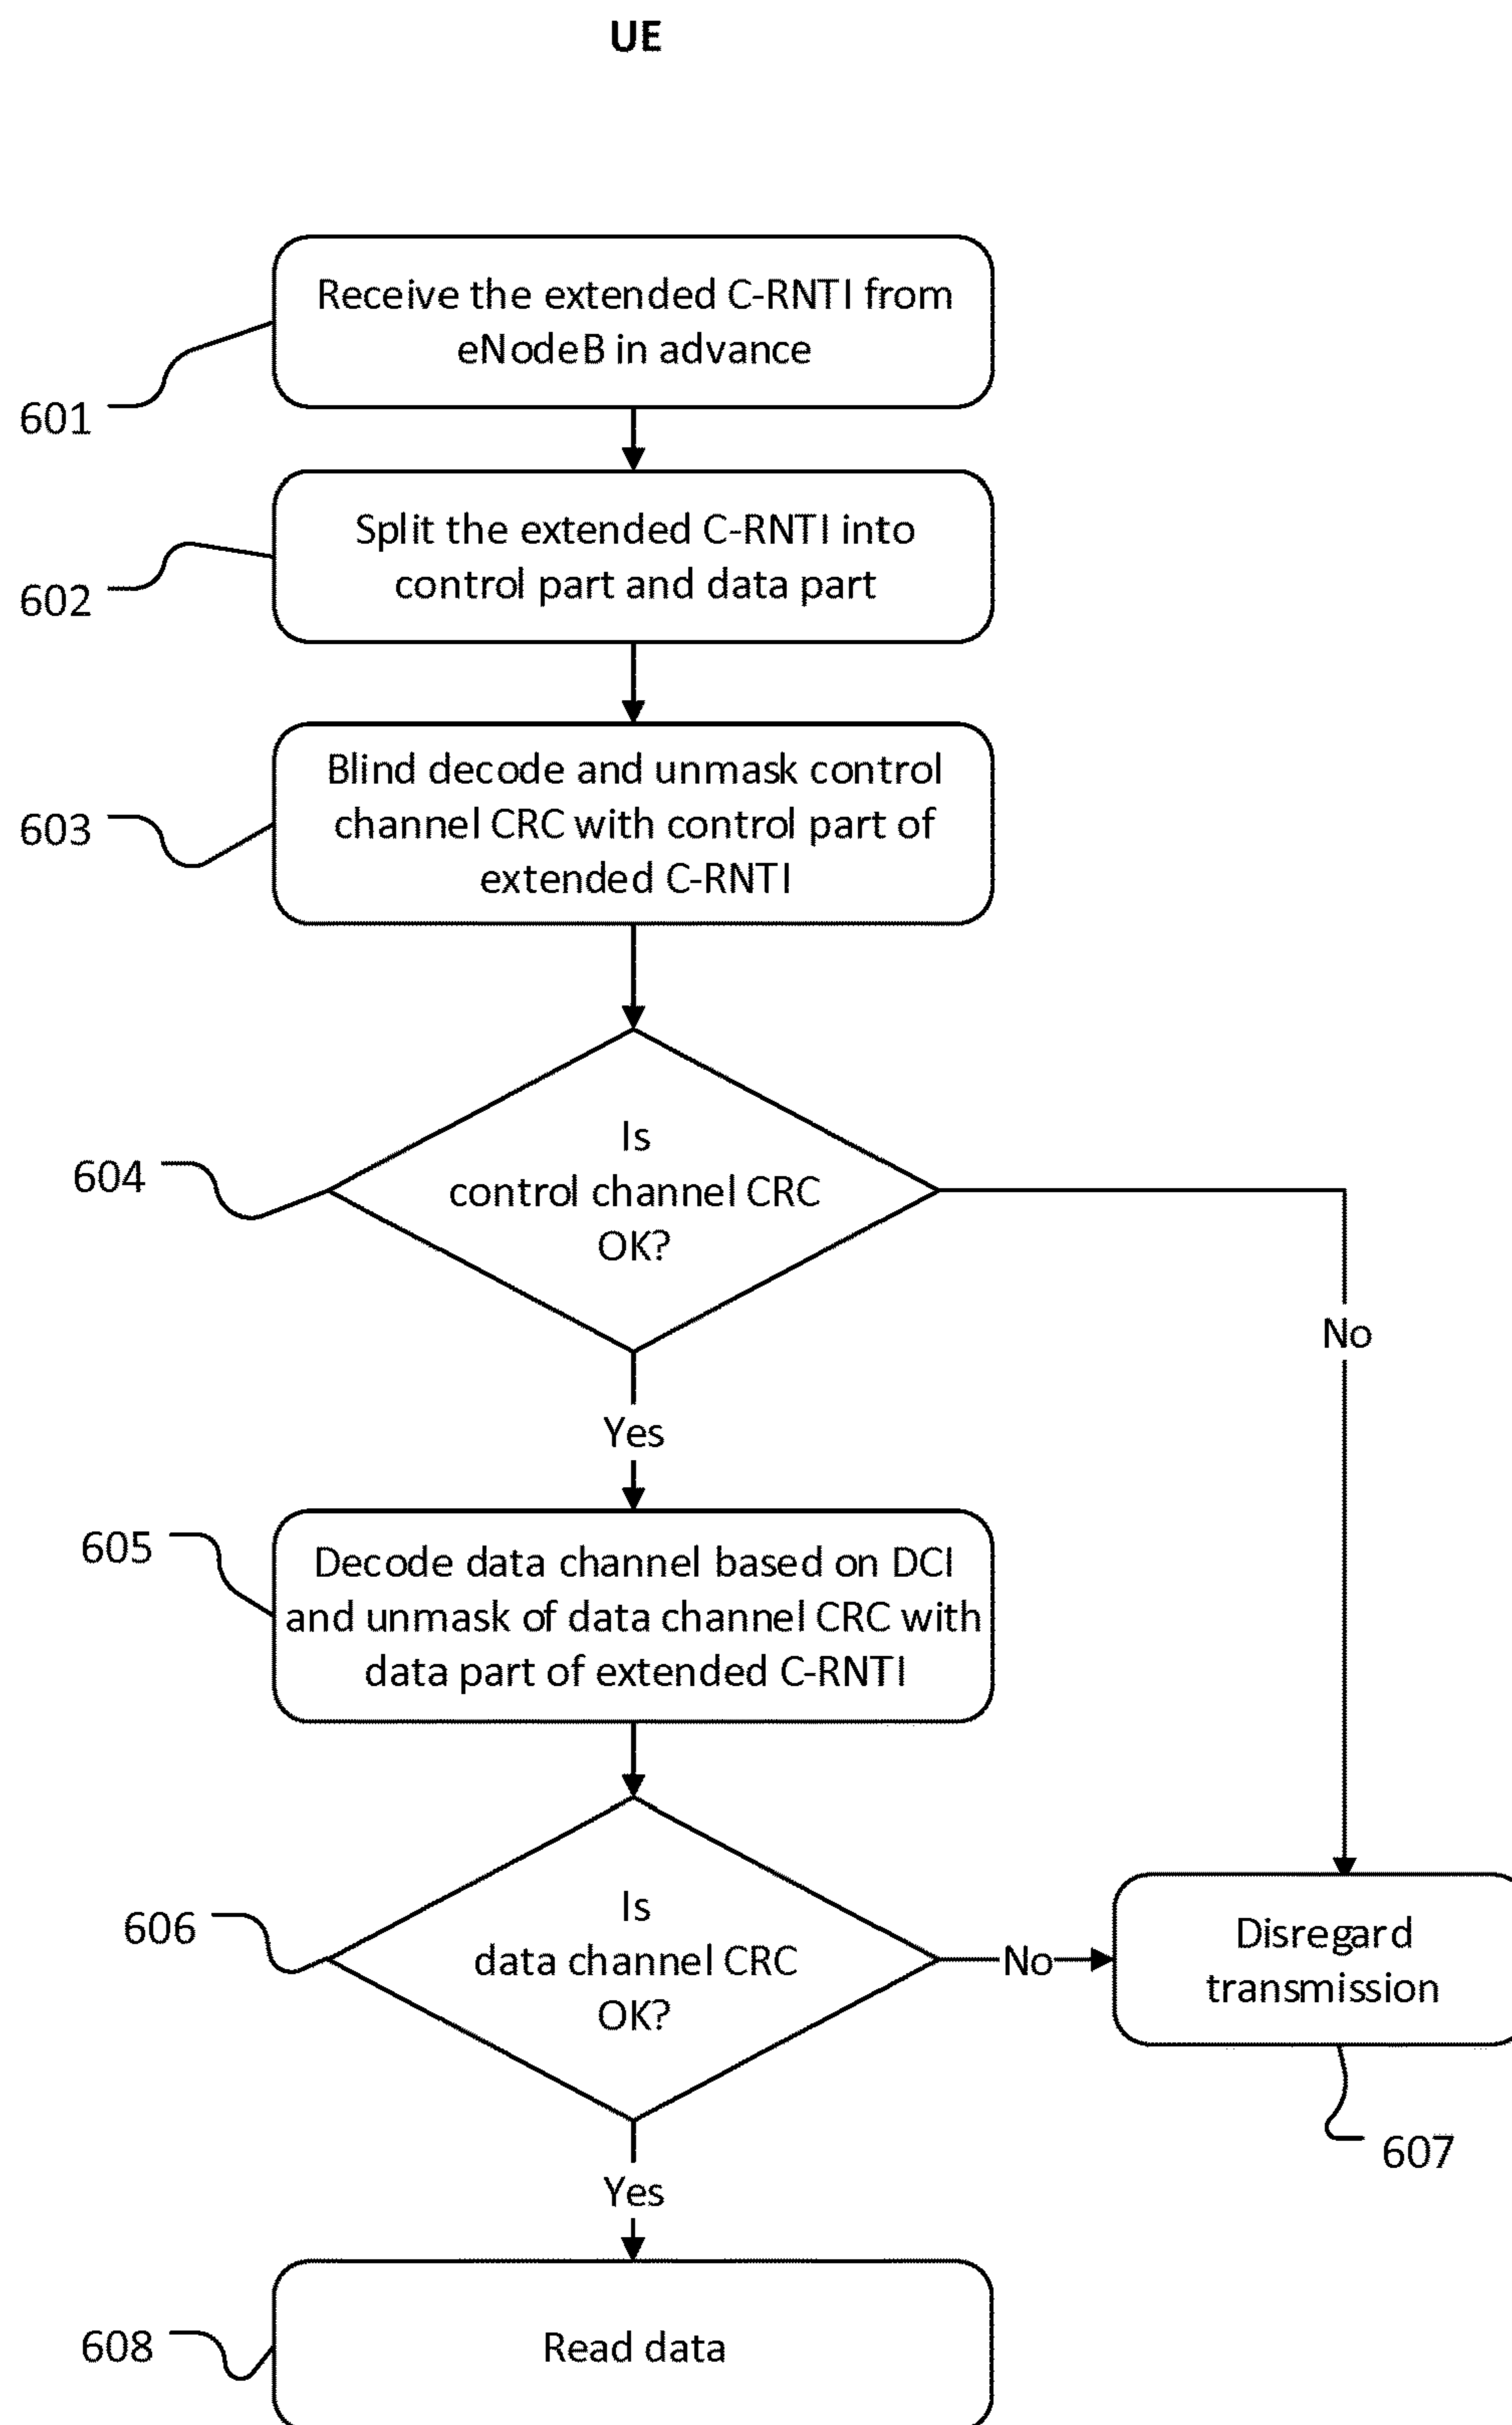 UE
Receive the extended C-RNTI from
eNodeB in advance
601
Split the extended C-RNTI into
control part and data part
602
Blind decode and unmask control
channel CRC with control part of
extended C-RNTI
603
Is
control channel CRC
OK?
604
No
Yes
605
Decode data channel based on DCI
and unmask of data channel CRC with
data part of extended C-RNTI
Is
data channel CRC
OK?
606
No
Disregard
transmission
607
Yes
Read data
608